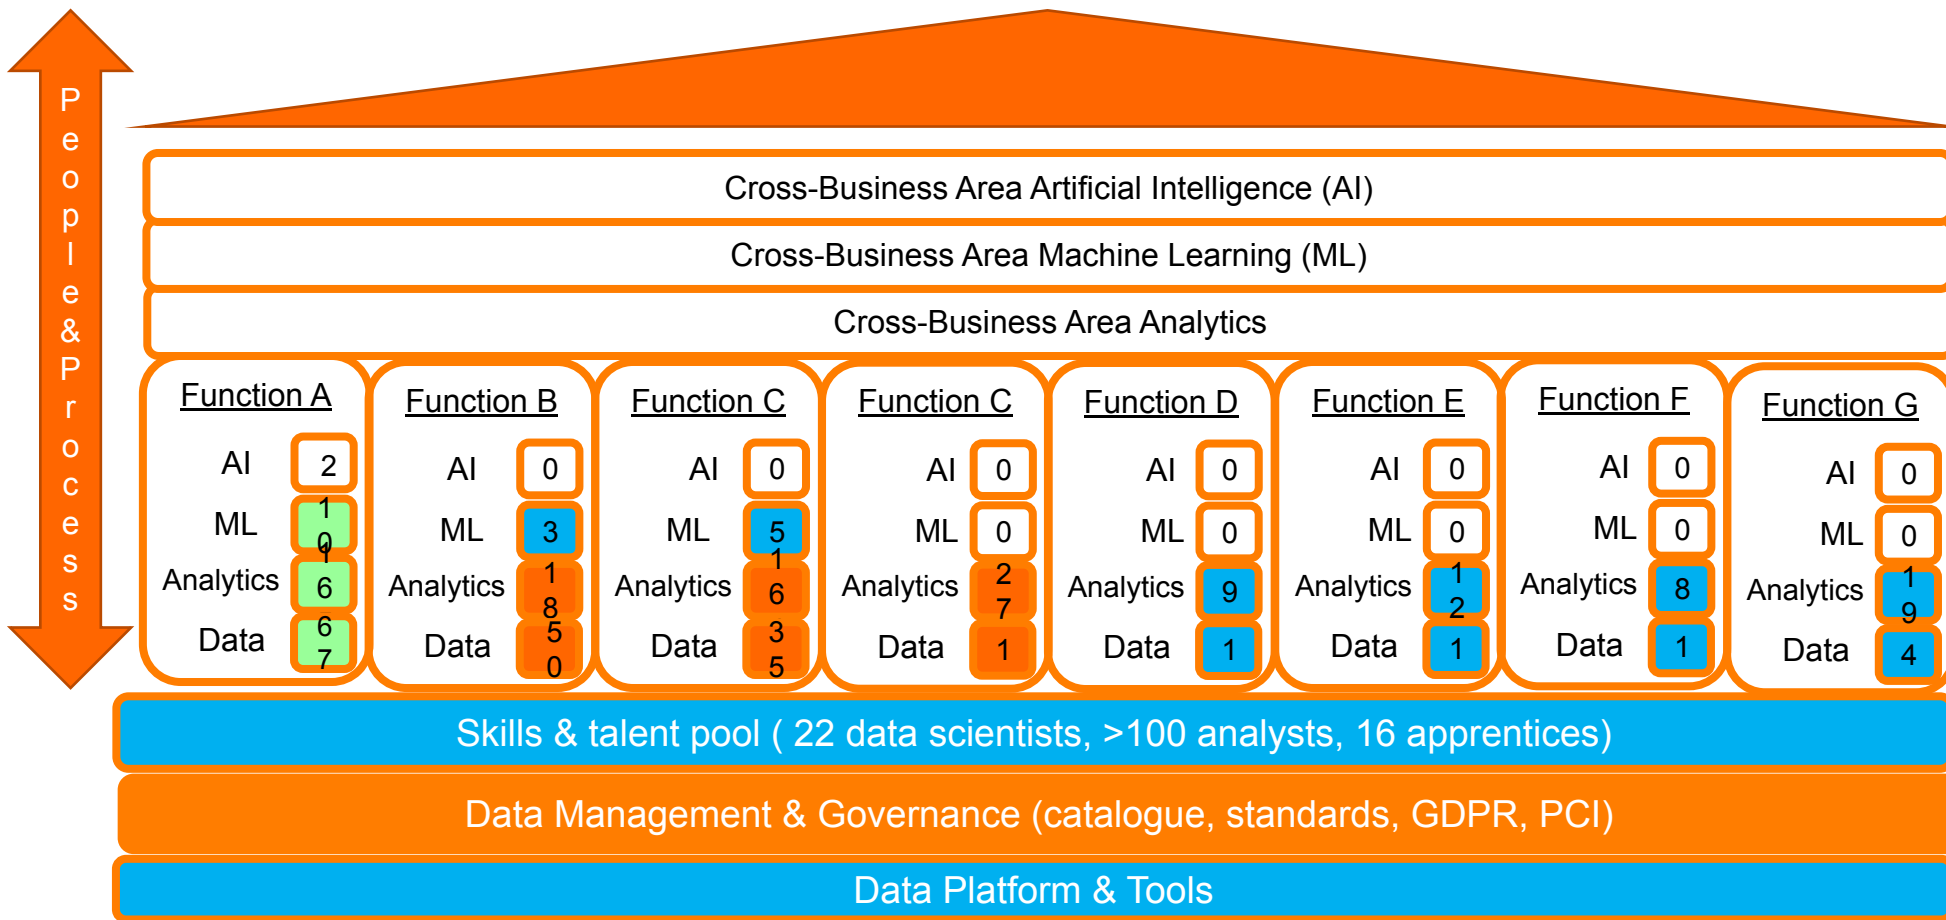 People&Process
Cross-Business Area Artificial Intelligence (AI)
Cross-Business Area Machine Learning (ML)
Cross-Business Area Analytics
Function A
AI 2
ML 10
Analytics 16
Data 67
Function B
AI 0
ML 3
Analytics 18
Data 50
Function C
AI 0
ML 5
Analytics 16
Data 35
Function C
AI 0
ML 0
Analytics 27
Data 1
Function D
AI 0
ML 0
Analytics 9
Data 1
Function E
AI 0
ML 0
Analytics 12
Data 1
Function F
AI 0
ML 0
Analytics 8
Data 1
Function G
AI 0
ML 0
Analytics 19
Data 4
Skills & talent pool ( 22 data scientists, >100 analysts, 16 apprentices)
Data Management & Governance (catalogue, standards, GDPR, PCI)
Data Platform & Tools